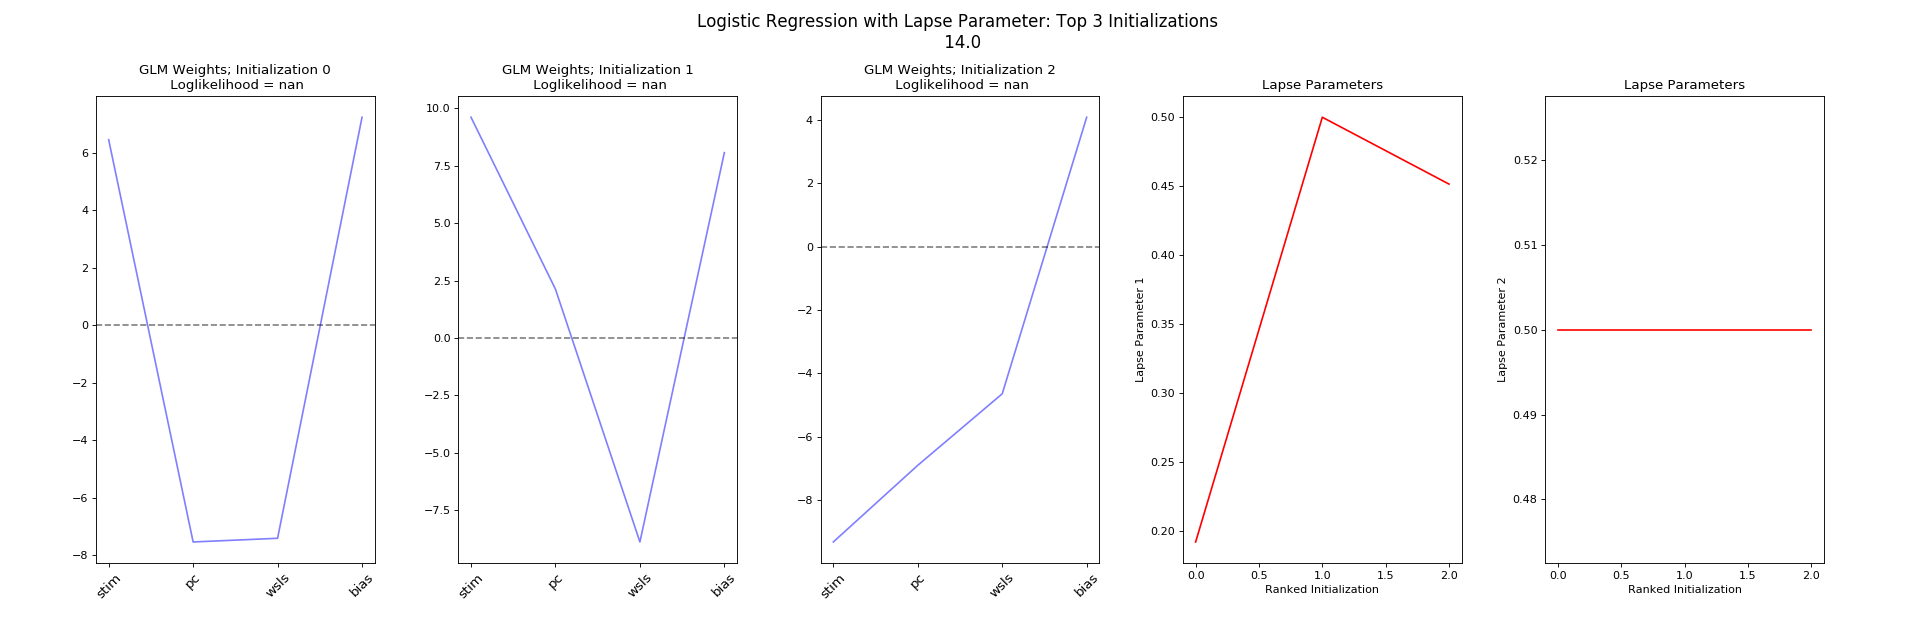 Logistic Regression with Lapse Parameter: Top 3 Initializations
14.0
GLM Weights; Initialization 0
Loglikelihood = nan
6
4
2
0
−2
−4
−6
−8
stim
pc
wsls
bias
GLM Weights; Initialization 1
Loglikelihood = nan
10.0
7.5
5.0
2.5
0.0
−2.5
−5.0
−7.5
stim
pc
wsls
bias
GLM Weights; Initialization 2
Loglikelihood = nan
4
2
0
−2
−4
−6
−8
stim
pc
wsls
bias
Lapse Parameters
Lapse Parameter 1
0.50
0.45
0.40
0.35
0.30
0.25
0.20
0.0 0.5 1.0 1.5 2.0
Ranked Initialization
Lapse Parameters
Lapse Parameter 2
0.52
0.51
0.50
0.49
0.48
0.0 0.5 1.0 1.5 2.0
Ranked Initialization